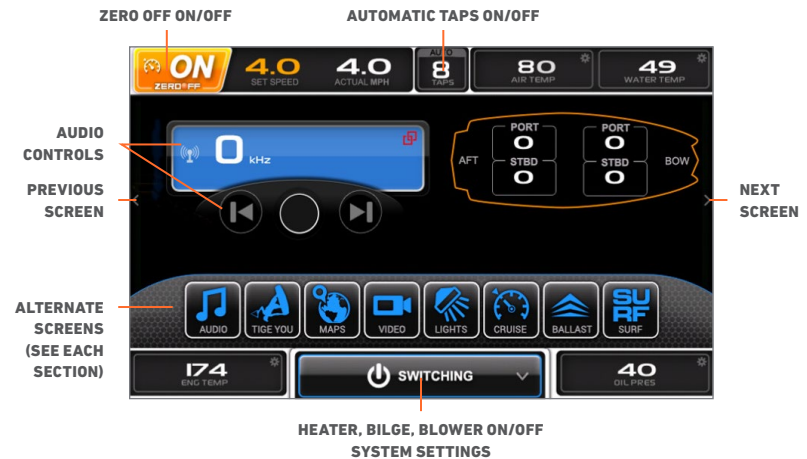 ZERO OFF ON/OFF
AUTOMATIC TAPS ON/OFF
ON
ZERO OFF
4.0
SET SPEED
4.0
ACTUAL MPH
AUTO
8
TAPS
80
AIR TEMP
49
WATER TEMP
AUDIO
CONTROLS
PREVIOUS
SCREEN
0 kHz
AFT
PORT
0
STBD
0
PORT
0
STBD
0
BOW
NEXT
SCREEN
ALTERNATE
SCREENS
(SEE EACH
SECTION)
AUDIO
TIGE YOU
MAPS
VIDEO
LIGHTS
CRUISE
BALLAST
SU
RF
SURF
174
ENG TEMP
SWITCHING
40
OIL PRES
HEATER, BILGE, BLOWER ON/OFF
SYSTEM SETTINGS